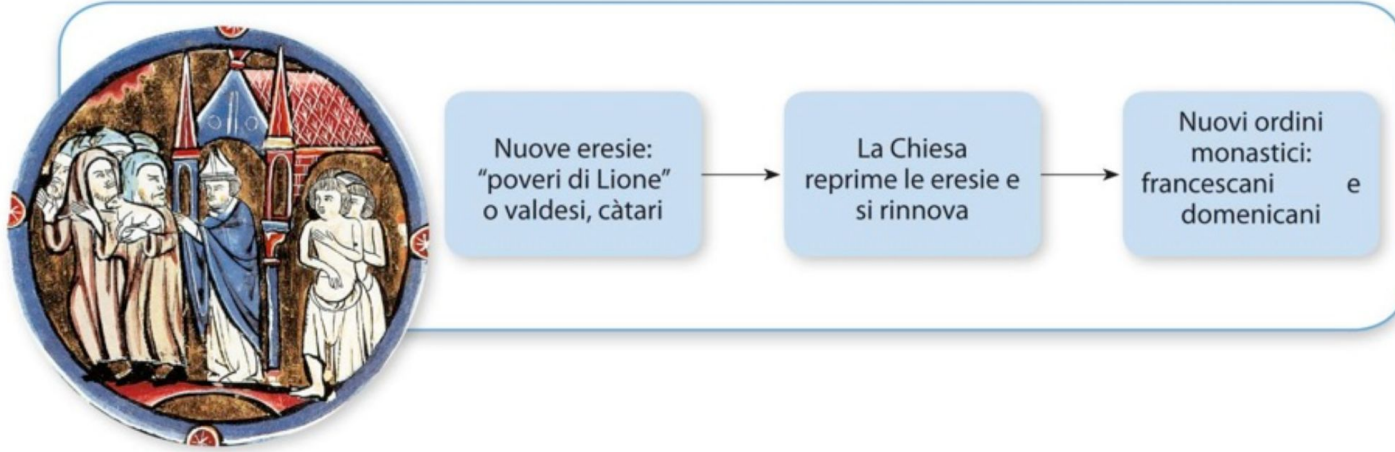 Nuove eresie:
“poveri di Lione”
o valdesi, càtari
La Chiesa
reprime le eresie e
si rinnova
Nuovi ordini
monastici:
francescani e
domenicani